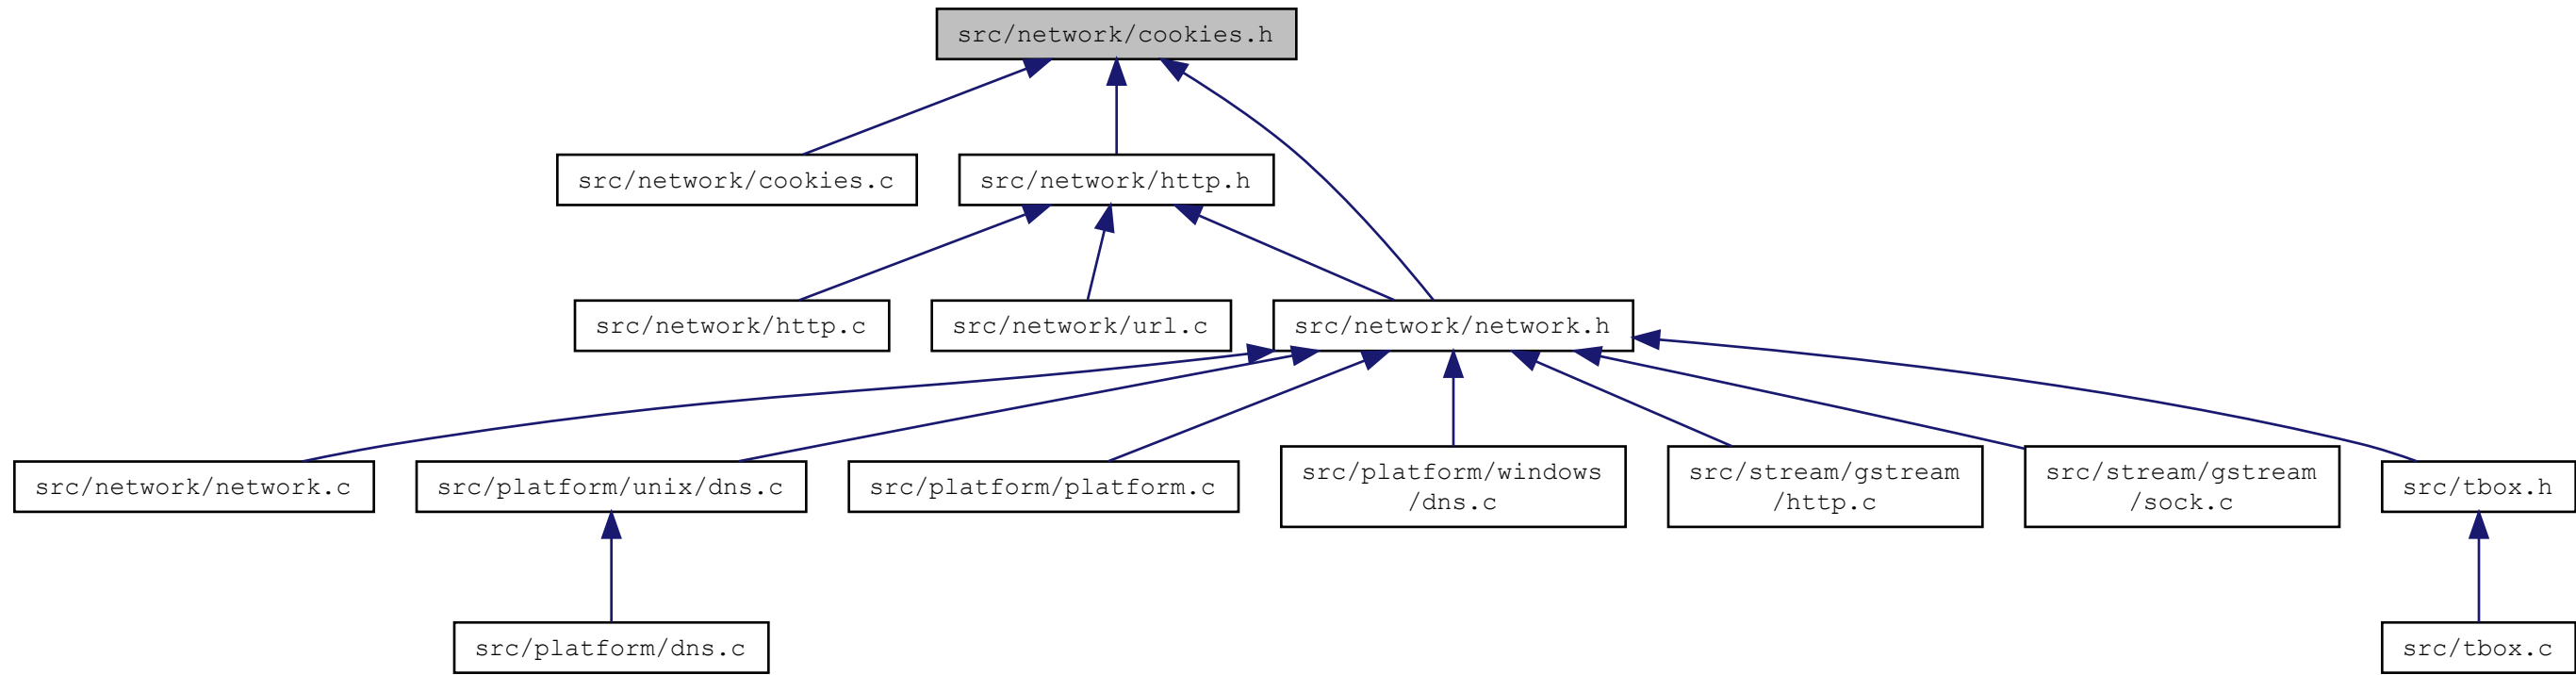 src/network/cookies.h
src/network/cookies.c
src/network/http.h
src/network/http.c
src/network/url.c
src/network/network.h
src/network/network.c
src/platform/unix/dns.c
src/platform/platform.c
src/platform/windows
/dns.c
src/stream/gstream
/http.c
src/stream/gstream
/sock.c
src/tbox.h
src/platform/dns.c
src/tbox.c